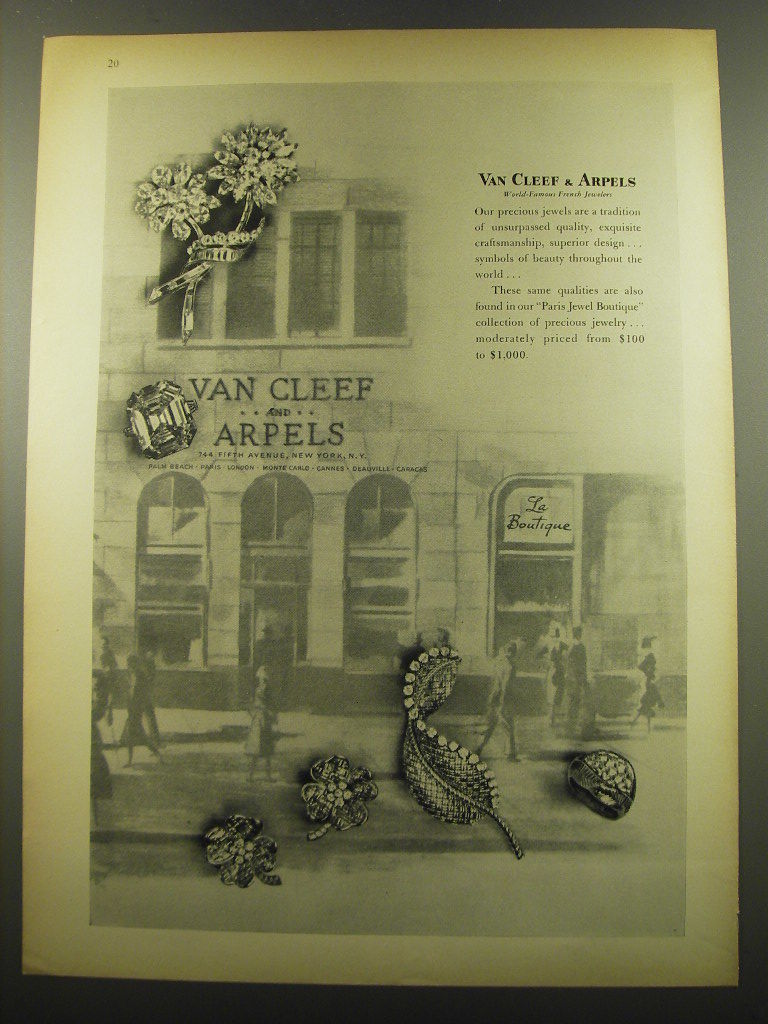 20
VAN CLEEF & ARPELS
World-Famous French Jewelers
Our precious jewels are a tradition
of unsurpassed quality, exquisite
craftsmanship, superior design . . .
symbols of beauty throughout the
world . . .
These same qualities are also
found in our "Paris Jewel Boutique"
collection of precious jewelry . . .
moderately priced from $100
to $1,000.
VAN CLEEF
AND
ARPELS
744 FIFTH AVENUE, NEW YORK, N.Y.
PALM BEACH · PARIS · LONDON · MONTE CARLO · CANNES · DEAUVILLE · CARACAS
La
Boutique